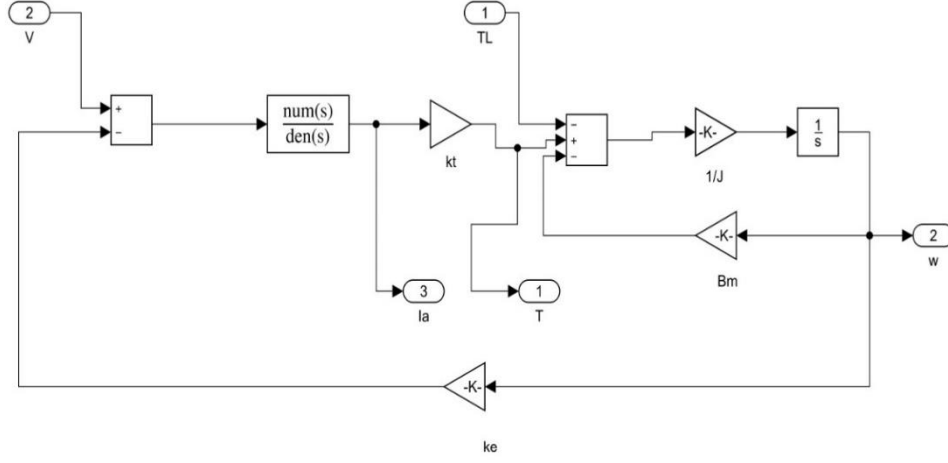 2
V
1
TL
+
−
num(s)
den(s)
kt
−
+
−
-K-
1/J
1
s
-K-
Bm
2
w
3
Ia
1
T
-K-
ke